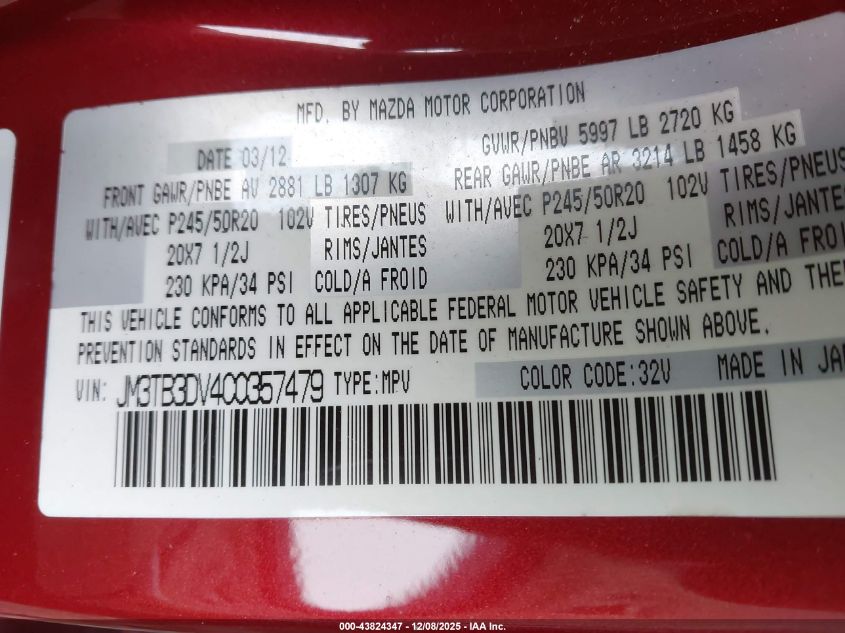 MFD. BY MAZDA MOTOR CORPORATION
DATE 03/12 GVWR/PNBV 5997 LB 2720 KG
FRONT GAWR/PNBE AV 2881 LB 1307 KG REAR GAWR/PNBE AR 3214 LB 1458 KG
WITH/AVEC P245/50R20 102V TIRES/PNEUS WITH/AVEC P245/50R20 102V TIRES/PNEUS
20X7 1/2J RIMS/JANTES 20X7 1/2J RIMS/JANTES
230 KPA/34 PSI COLD/A FROID 230 KPA/34 PSI COLD/A FROID
THIS VEHICLE CONFORMS TO ALL APPLICABLE FEDERAL MOTOR VEHICLE SAFETY AND THE
PREVENTION STANDARDS IN EFFECT ON THE DATE OF MANUFACTURE SHOWN ABOVE.
VIN: JM3TB3DV4C0357479 TYPE:MPV COLOR CODE:32V MADE IN JA
000-43824347 - 12/08/2025 - IAA Inc.